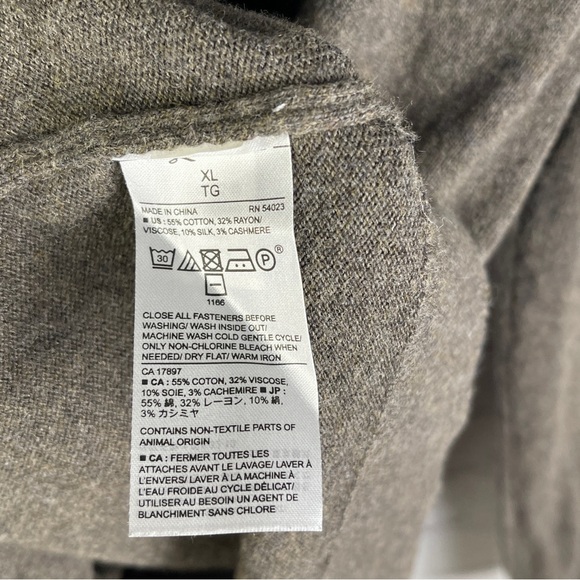 XL
TG
MADE IN CHINA RN 54023
■ US : 55% COTTON, 32% RAYON/
VISCOSE, 10% SILK, 3% CASHMERE
30 P ®
1166
CLOSE ALL FASTENERS BEFORE
WASHING/ WASH INSIDE OUT/
MACHINE WASH COLD GENTLE CYCLE/
ONLY NON-CHLORINE BLEACH WHEN
NEEDED/ DRY FLAT/ WARM IRON
CA 17897
■ CA : 55% COTTON, 32% VISCOSE,
10% SOIE, 3% CACHEMIRE ■ JP :
55% 綿, 32% レーヨン, 10% 絹,
3% カシミヤ
CONTAINS NON-TEXTILE PARTS OF
ANIMAL ORIGIN
■ CA : FERMER TOUTES LES
ATTACHES AVANT LE LAVAGE/ LAVER À
L'ENVERS/ LAVER À LA MACHINE À
L'EAU FROIDE AU CYCLE DÉLICAT/
UTILISER AU BESOIN UN AGENT DE
BLANCHIMENT SANS CHLORE